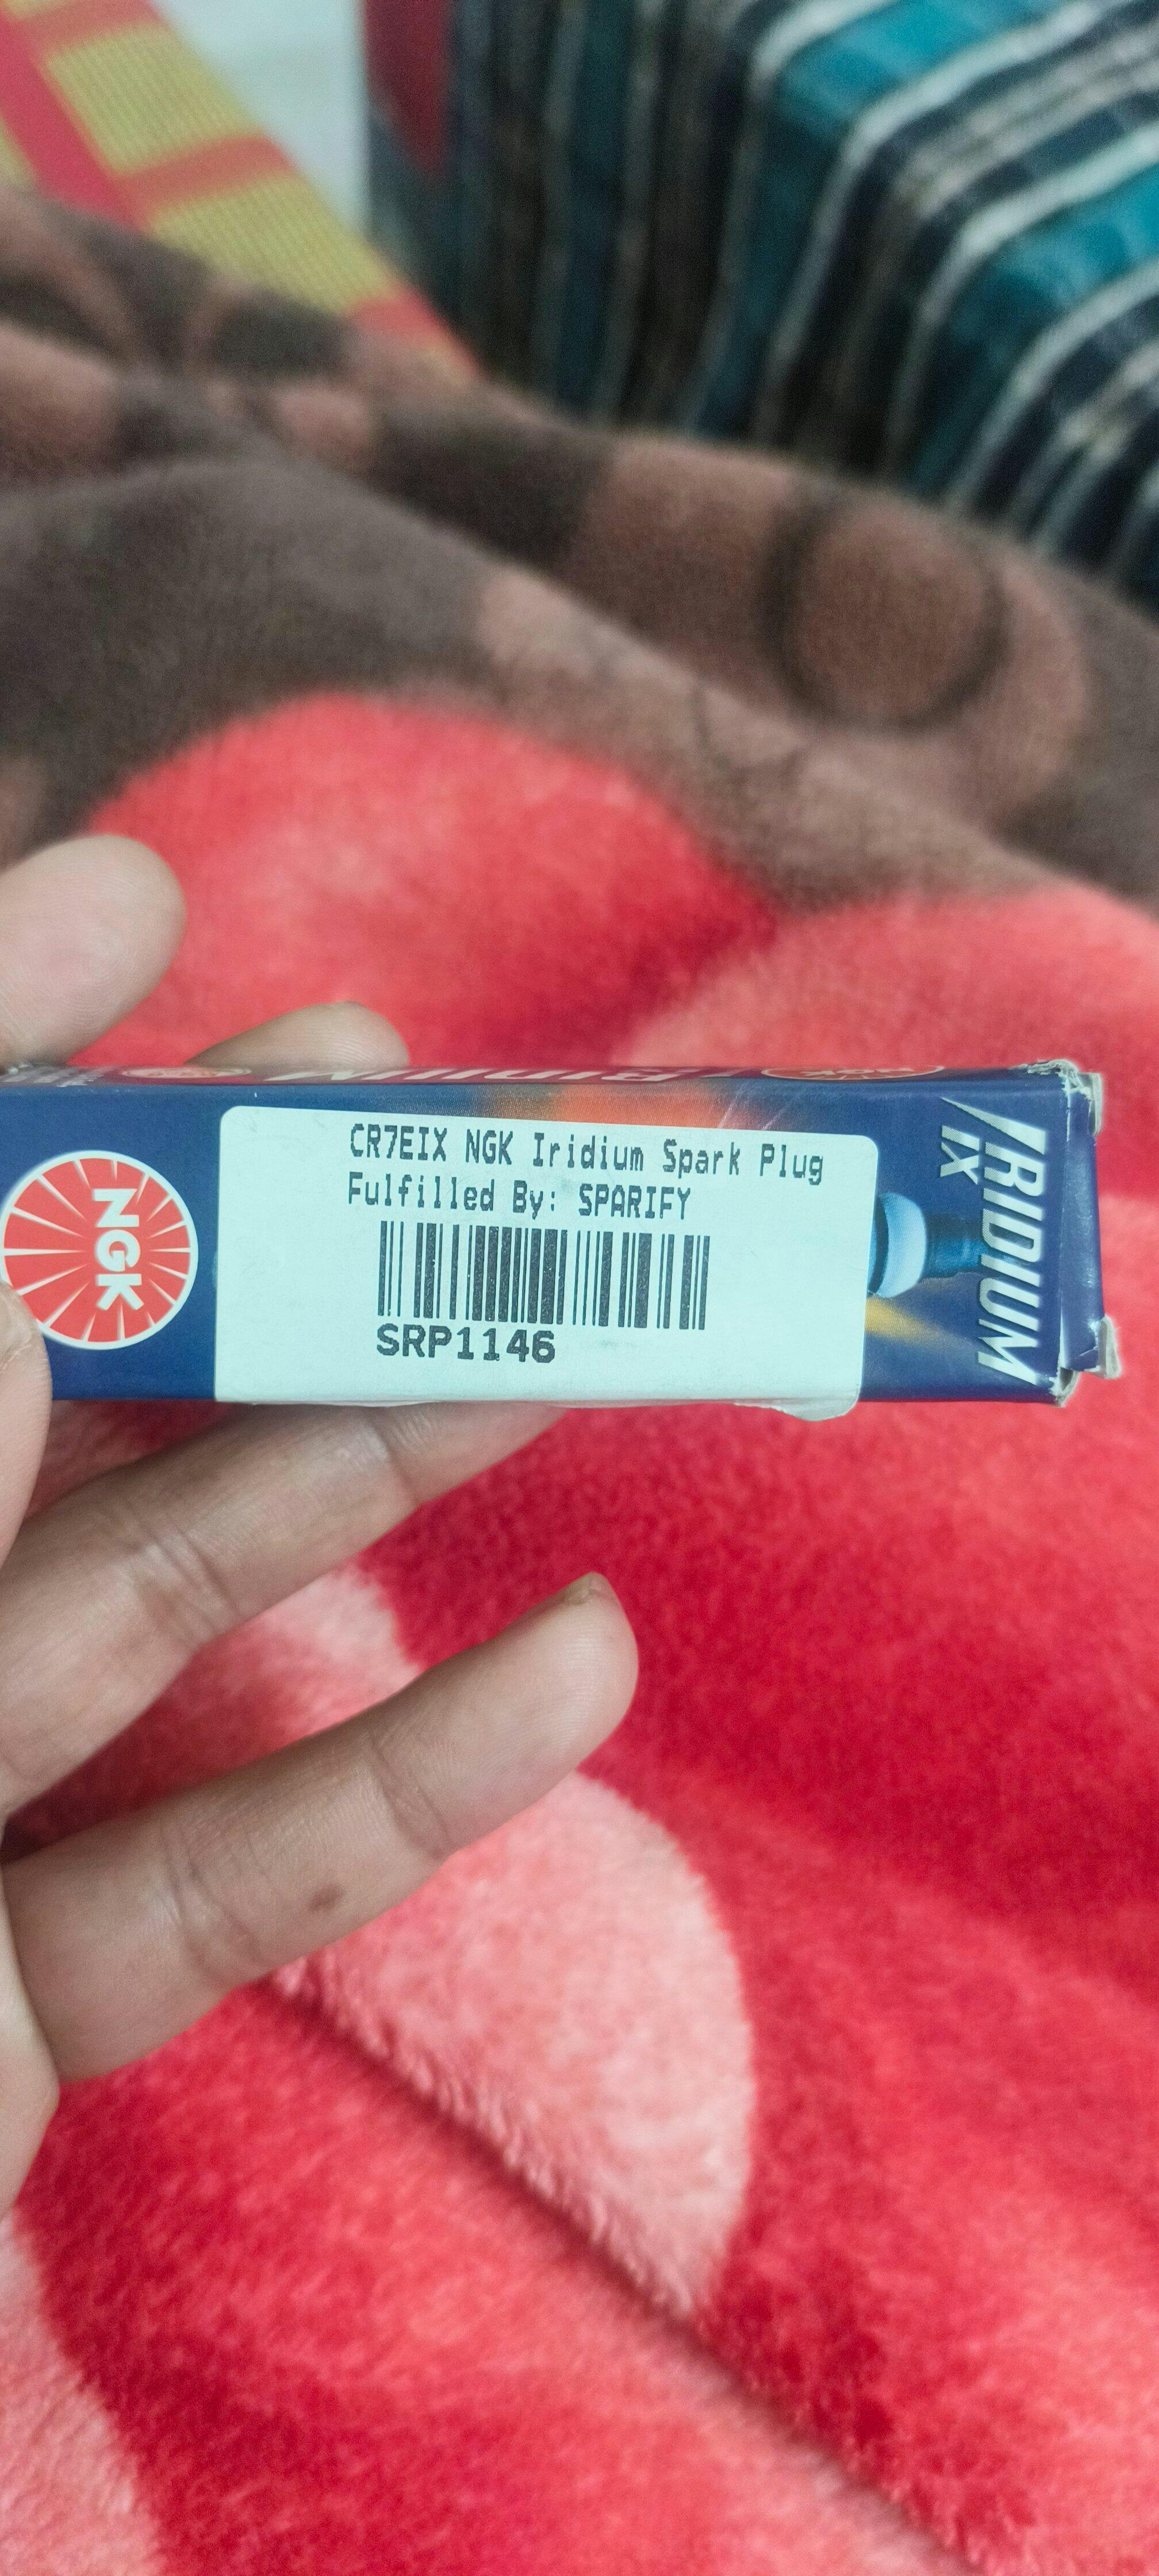 CR7EIX NGK Iridium Spark Plug
Fulfilled By: SPARIFY
SRP1146
NGK
IRIDIUM
IX